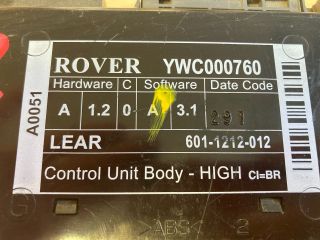 ROVER YWC000760
Hardware C Software Date Code
A 1.2 0 A 3.1 291
LEAR 601-1212-012
Control Unit Body - HIGH CI=BR
A0051
>ABS< 2